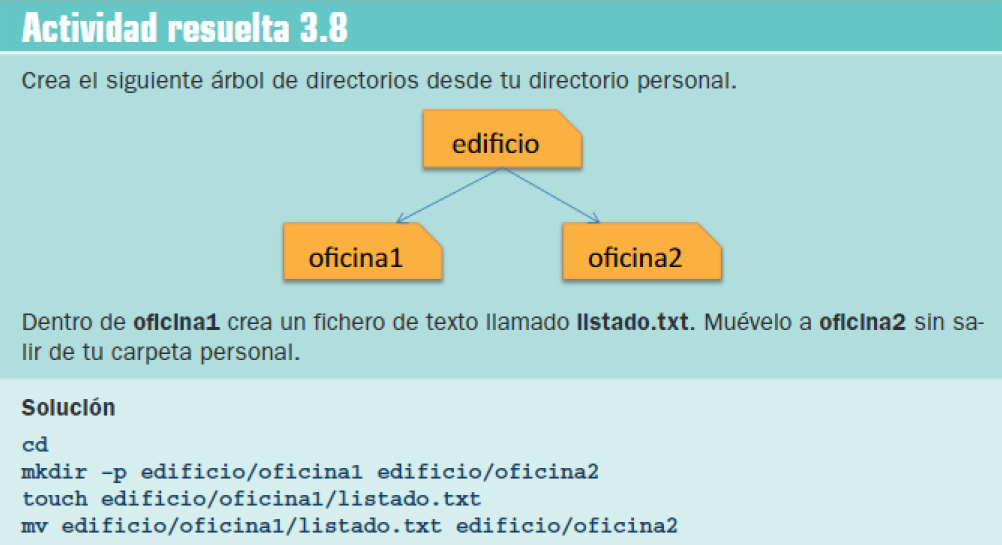 Actividad resuelta 3.8
Crea el siguiente árbol de directorios desde tu directorio personal.
edificio
oficina1
oficina2
Dentro de oficina1 crea un fichero de texto llamado listado.txt. Muévelo a oficina2 sin sa-
lir de tu carpeta personal.
Solución
cd
mkdir -p edificio/oficina1 edificio/oficina2
touch edificio/oficina1/listado.txt
mv edificio/oficina1/listado.txt edificio/oficina2